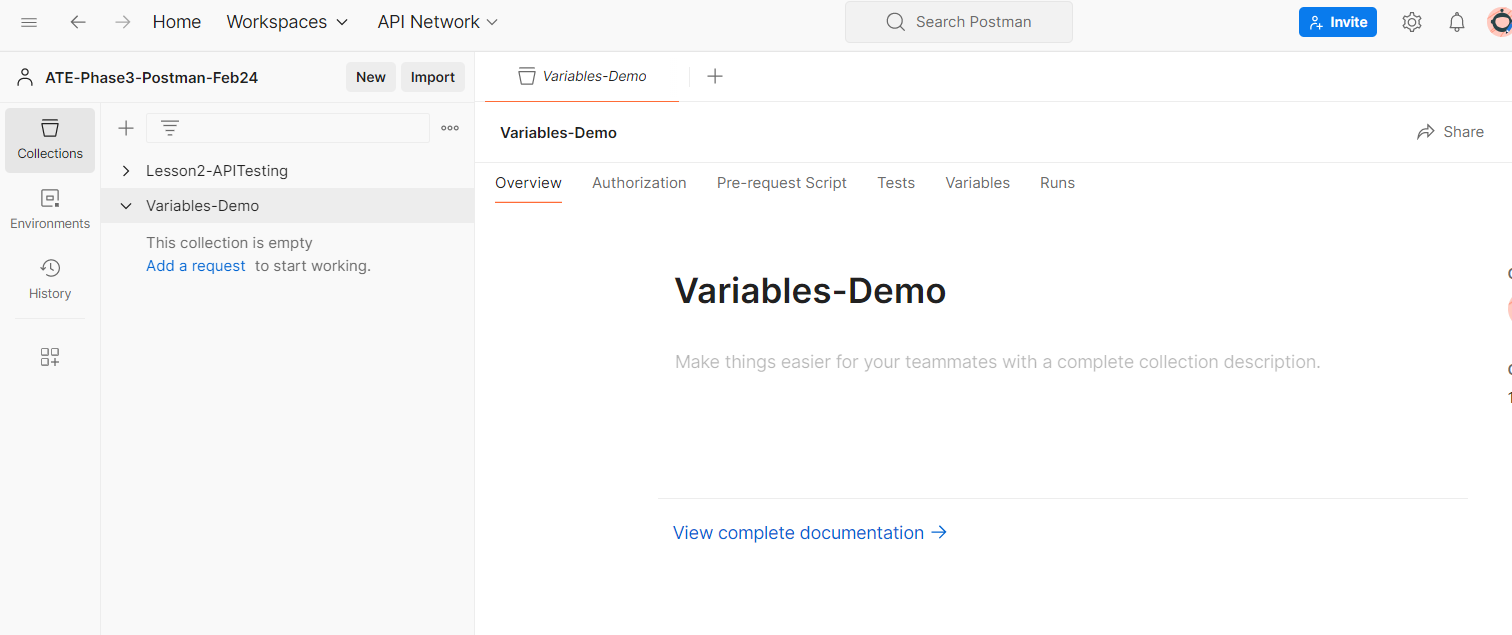 Home Workspaces API Network Search Postman Invite
ATE-Phase3-Postman-Feb24 New Import
Collections
Environments
History
Lesson2-APITesting
Variables-Demo
This collection is empty
Add a request to start working.
Variables-Demo
Variables-Demo Share
Overview Authorization Pre-request Script Tests Variables Runs
Variables-Demo
Make things easier for your teammates with a complete collection description.
View complete documentation →